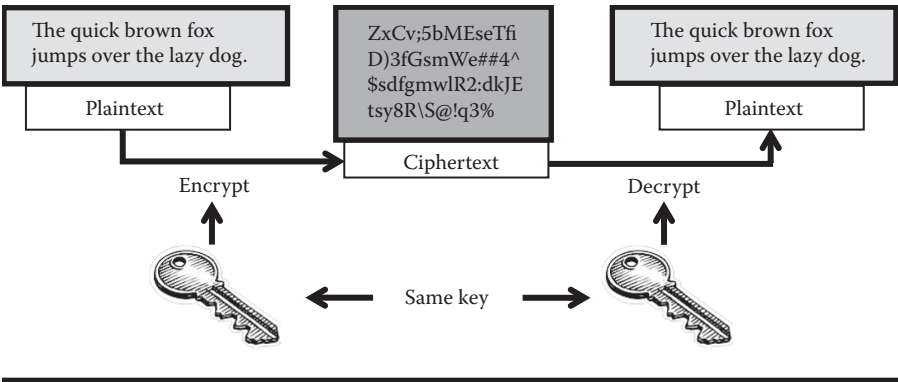 The quick brown fox
jumps over the lazy dog.
Plaintext
ZxCv;5bMEseTfi
D)3fGsmWe##4^
$sdfgmwlR2:dkJE
tsy8R\S@!q3%
Ciphertext
The quick brown fox
jumps over the lazy dog.
Plaintext
Encrypt
Decrypt
Same key